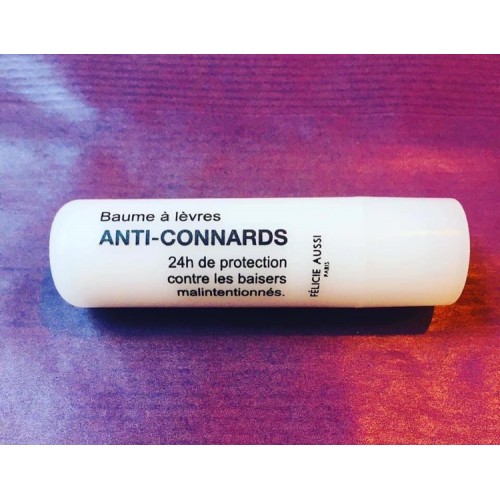 Baume à lèvres
ANTI-CONNARDS
24h de protection
contre les baisers
malintentionnés.
FÉLICIE AUSSI
PARIS